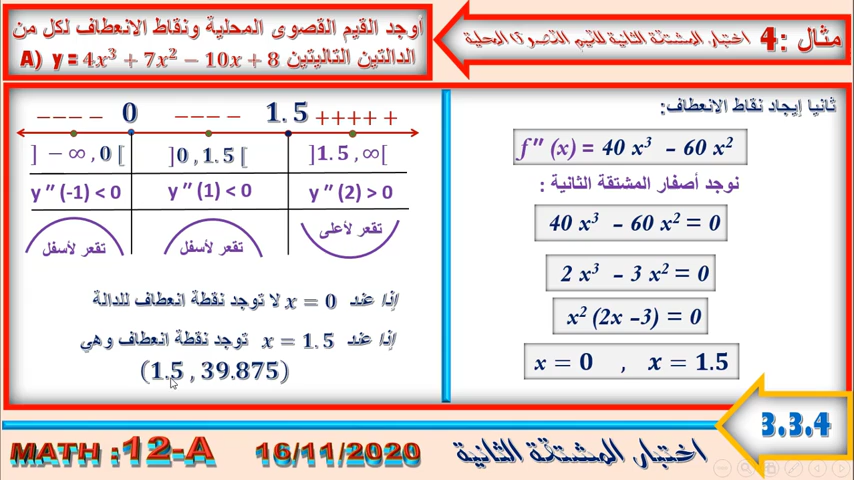 مثال :4 اختبار المشتقة الثانية للقيم القصوى المحلية
أوجد القيم القصوى المحلية ونقاط الانعطاف لكل من
الدالتين التاليتين A) y = 4x³ + 7x² − 10x + 8
ثانيا إيجاد نقاط الانعطاف:
f″ (x) = 40 x³ − 60 x²
نوجد أصفار المشتقة الثانية :
40 x³ − 60 x² = 0
2 x³ − 3 x² = 0
x² (2x −3) = 0
x = 0 , x = 1.5
−−−− 0 −−−− 1.5 +++++
]−∞,0[ ]0,1.5[ ]1.5,∞[
y ″ (-1) < 0 y ″ (1) < 0 y ″ (2) > 0
تقعر لأسفل تقعر لأسفل تقعر لأعلى
إذا عند x = 0 لا توجد نقطة انعطاف للدالة
إذا عند x = 1.5 توجد نقطة انعطاف وهي
(1.5 , 39.875)
3.3.4
MATH :12-A 16/11/2020 اختبار المشتقة الثانية